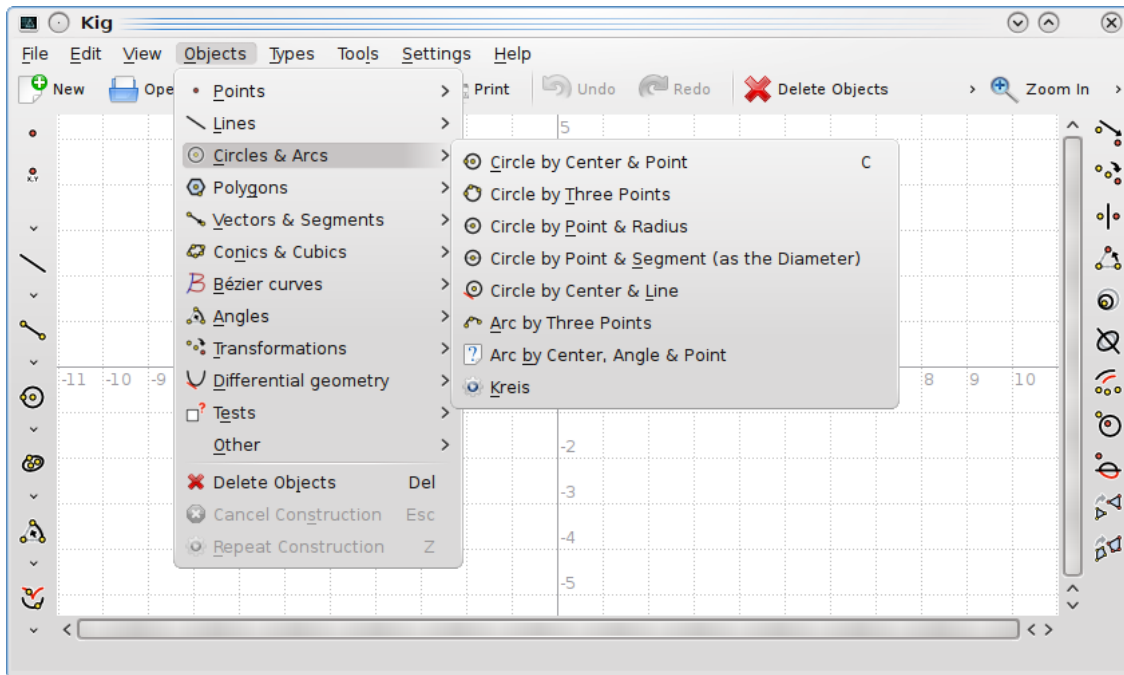 Kig
File Edit View Objects Types Tools Settings Help
New Ope Print Undo Redo Delete Objects Zoom In
Points
Lines
Circles & Arcs
Polygons
Vectors & Segments
Conics & Cubics
Bézier curves
Angles
Transformations
Differential geometry
Tests
Other
Delete Objects Del
Cancel Construction Esc
Repeat Construction Z
Circle by Center & Point C
Circle by Three Points
Circle by Point & Radius
Circle by Point & Segment (as the Diameter)
Circle by Center & Line
Arc by Three Points
Arc by Center, Angle & Point
Kreis
X,Y
5
-11 -10 -9 8 9 10
-2
-3
-4
-5